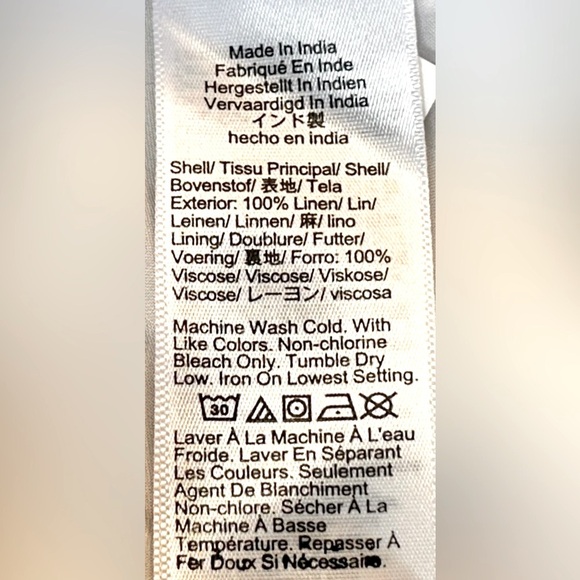 Made In India
Fabriqué En Inde
Hergestellt In Indien
Vervaardigd In India
インド製
hecho en india
Shell/ Tissu Principal/ Shell/
Bovenstof/ 表地/ Tela
Exterior: 100% Linen/ Lin/
Leinen/ Linnen/ 麻/ lino
Lining/ Doublure/ Futter/
Voering/ 裏地/ Forro: 100%
Viscose/ Viscose/ Viskose/
Viscose/ レーヨン/ viscosa
Machine Wash Cold. With
Like Colors. Non-chlorine
Bleach Only. Tumble Dry
Low. Iron On Lowest Setting.
30
Laver À La Machine À L'eau
Froide. Laver En Séparant
Les Couleurs. Seulement
Agent De Blanchiment
Non-chlore. Sécher À La
Machine À Basse
Température. Repasser À
Fer Doux Si Nécessaire.